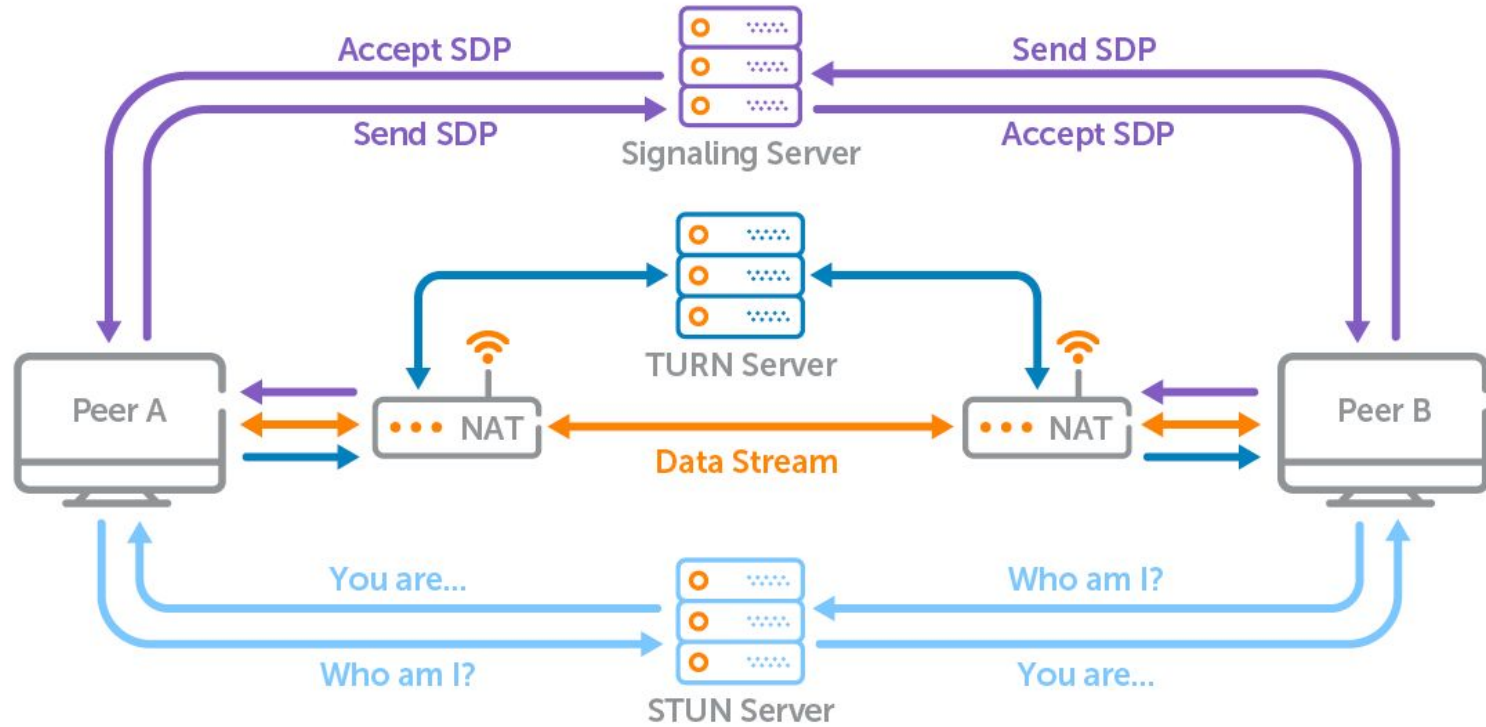 Accept SDP
Send SDP
Send SDP
Accept SDP
Signaling Server
TURN Server
Peer A
NAT
NAT
Peer B
Data Stream
You are...
Who am I?
Who am I?
You are...
STUN Server